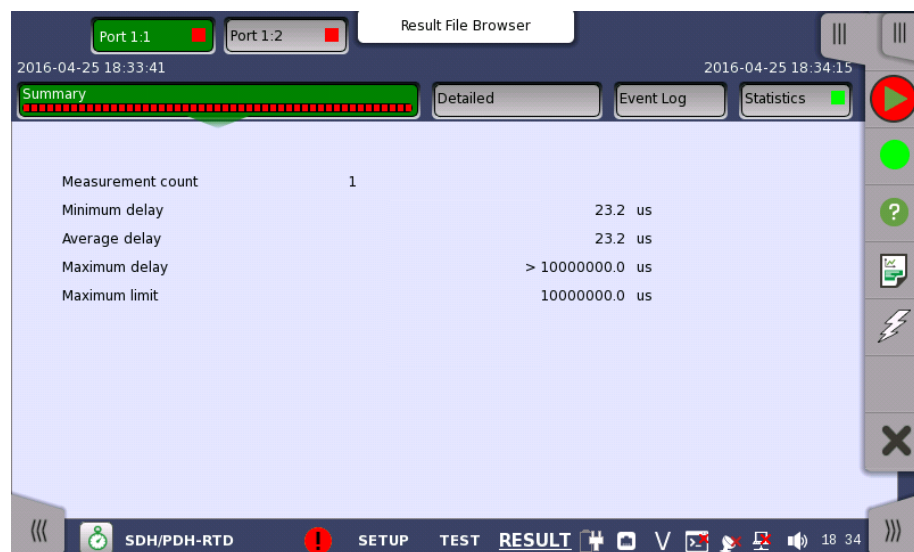 Result File Browser
Port 1:1
Port 1:2
2016-04-25 18:33:41
2016-04-25 18:34:15
Summary
Detailed
Event Log
Statistics
Measurement count 1
Minimum delay 23.2 us
Average delay 23.2 us
Maximum delay > 10000000.0 us
Maximum limit 10000000.0 us
SDH/PDH-RTD ! SETUP TEST RESULT V 18 34